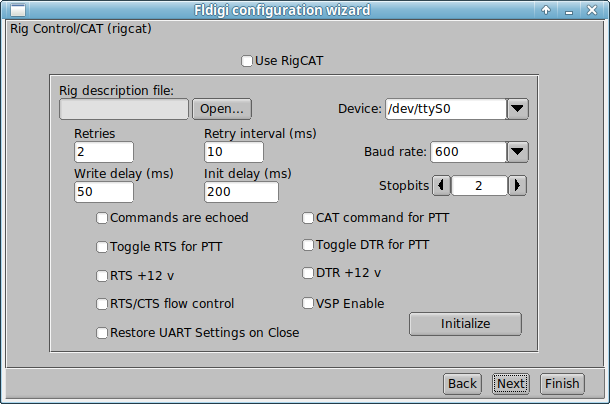 Fldigi configuration wizard
Rig Control/CAT (rigcat)
Use RigCAT
Rig description file:
Open...
Device: /dev/ttyS0
Retries Retry interval (ms)
2 10
Baud rate: 600
Write delay (ms) Init delay (ms)
50 200
Stopbits 2
Commands are echoed CAT command for PTT
Toggle RTS for PTT Toggle DTR for PTT
RTS +12 v DTR +12 v
RTS/CTS flow control VSP Enable
Initialize
Restore UART Settings on Close
Back Next Finish